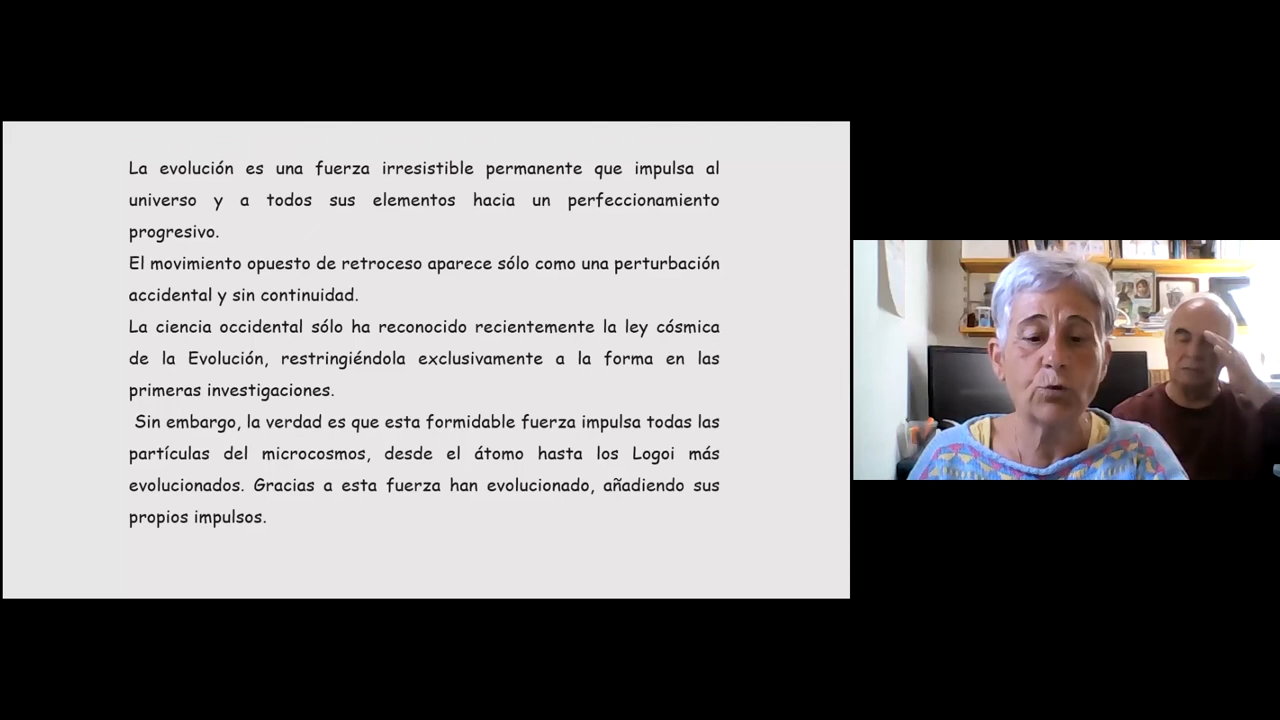 La evolución es una fuerza irresistible permanente que impulsa al
universo y a todos sus elementos hacia un perfeccionamiento
progresivo.
El movimiento opuesto de retroceso aparece sólo como una perturbación
accidental y sin continuidad.
La ciencia occidental sólo ha reconocido recientemente la ley cósmica
de la Evolución, restringiéndola exclusivamente a la forma en las
primeras investigaciones.
Sin embargo, la verdad es que esta formidable fuerza impulsa todas las
partículas del microcosmos, desde el átomo hasta los Logoi más
evolucionados. Gracias a esta fuerza han evolucionado, añadiendo sus
propios impulsos.